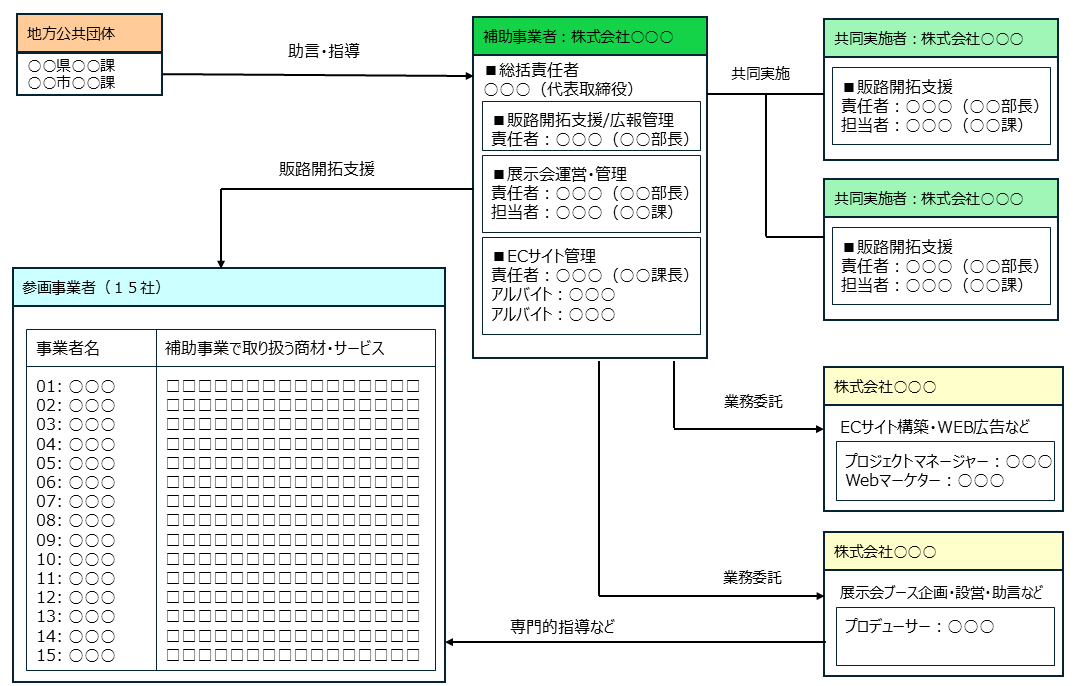 地方公共団体
○○県○○課
○○市○○課
助言・指導
補助事業者：株式会社○○○
■総括責任者
○○○（代表取締役）
■販路開拓支援/広報管理
責任者：○○○（○○部長）
■展示会運営・管理
責任者：○○○（○○部長）
担当者：○○○（○○課）
■ECサイト管理
責任者：○○○（○○課長）
アルバイト：○○○
アルバイト：○○○
共同実施
共同実施者：株式会社○○○
■販路開拓支援
責任者：○○○（○○部長）
担当者：○○○（○○課）
共同実施者：株式会社○○○
■販路開拓支援
責任者：○○○（○○部長）
担当者：○○○（○○課）
販路開拓支援
参画事業者（１５社）
事業者名
補助事業で取り扱う商材・サービス
01: ○○○ □□□□□□□□□□□□□□□□
02: ○○○ □□□□□□□□□□□□□□□□
03: ○○○ □□□□□□□□□□□□□□□□
04: ○○○ □□□□□□□□□□□□□□□□
05: ○○○ □□□□□□□□□□□□□□□□
06: ○○○ □□□□□□□□□□□□□□□□
07: ○○○ □□□□□□□□□□□□□□□□
08: ○○○ □□□□□□□□□□□□□□□□
09: ○○○ □□□□□□□□□□□□□□□□
10: ○○○ □□□□□□□□□□□□□□□□
11: ○○○ □□□□□□□□□□□□□□□□
12: ○○○ □□□□□□□□□□□□□□□□
13: ○○○ □□□□□□□□□□□□□□□□
14: ○○○ □□□□□□□□□□□□□□□□
15: ○○○ □□□□□□□□□□□□□□□□
業務委託
株式会社○○○
ECサイト構築・WEB広告など
プロジェクトマネージャー：○○○
Webマーケター：○○○
業務委託
株式会社○○○
展示会ブース企画・設営・助言など
プロデューサー：○○○
専門的指導など